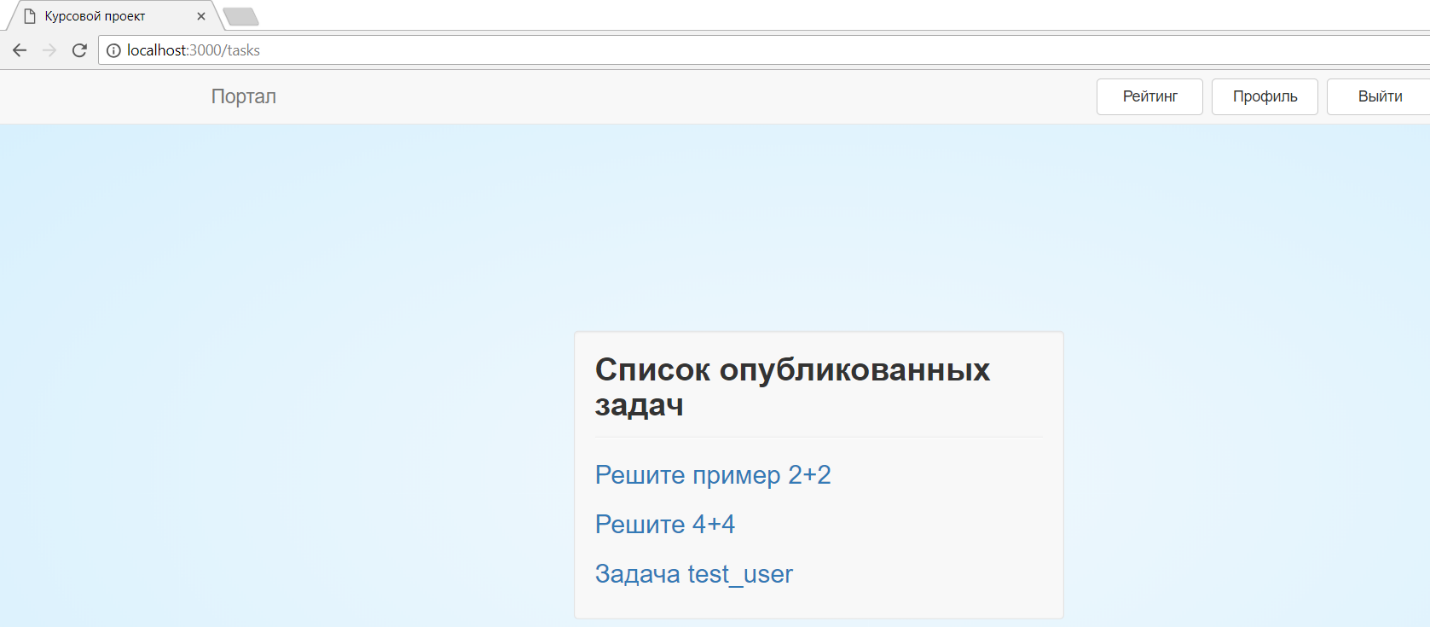 Курсовой проект
localhost:3000/tasks
Портал
Рейтинг
Профиль
Выйти
Список опубликованных
задач
Решите пример 2+2
Решите 4+4
Задача test_user